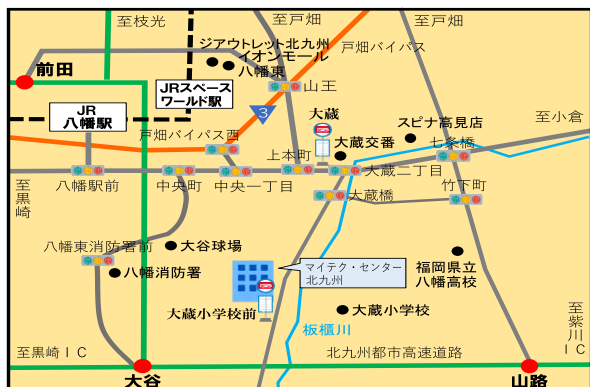 至枝光
至戸畑
至戸畑
戸畑バイパス
ジアウトレット北九州
イオンモール
八幡東
前田
JRスペース
ワールド駅
山王
JR
八幡駅
3
大蔵
スピナ高見店
至小倉
戸畑バイパス西
大蔵交番
七条橋
上本町
八幡駅前
中央町
中央一丁目
大蔵二丁目
竹下町
至黒崎
大蔵橋
八幡東消防署前
大谷球場
八幡消防署
マイテク・センター
北九州
福岡県立
八幡高校
大蔵小学校前
大蔵小学校
板櫃川
至紫川IC
至黒崎IC
北九州都市高速道路
大谷
山路